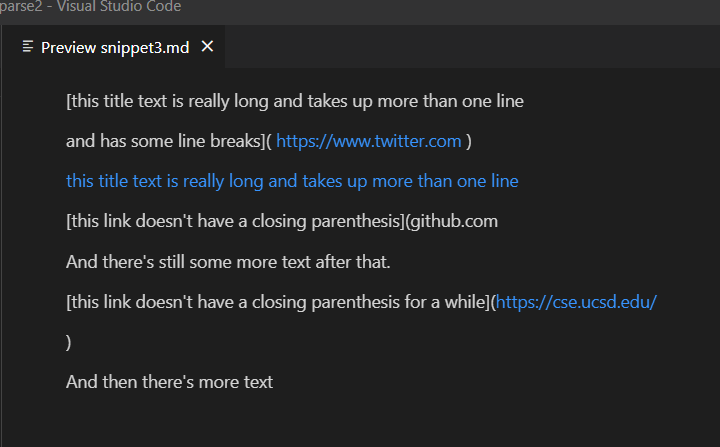 parse2 - Visual Studio Code
Preview snippet3.md
[this title text is really long and takes up more than one line
and has some line breaks]( https://www.twitter.com )
this title text is really long and takes up more than one line
[this link doesn't have a closing parenthesis](github.com
And there's still some more text after that.
[this link doesn't have a closing parenthesis for a while](https://cse.ucsd.edu/
)
And then there's more text